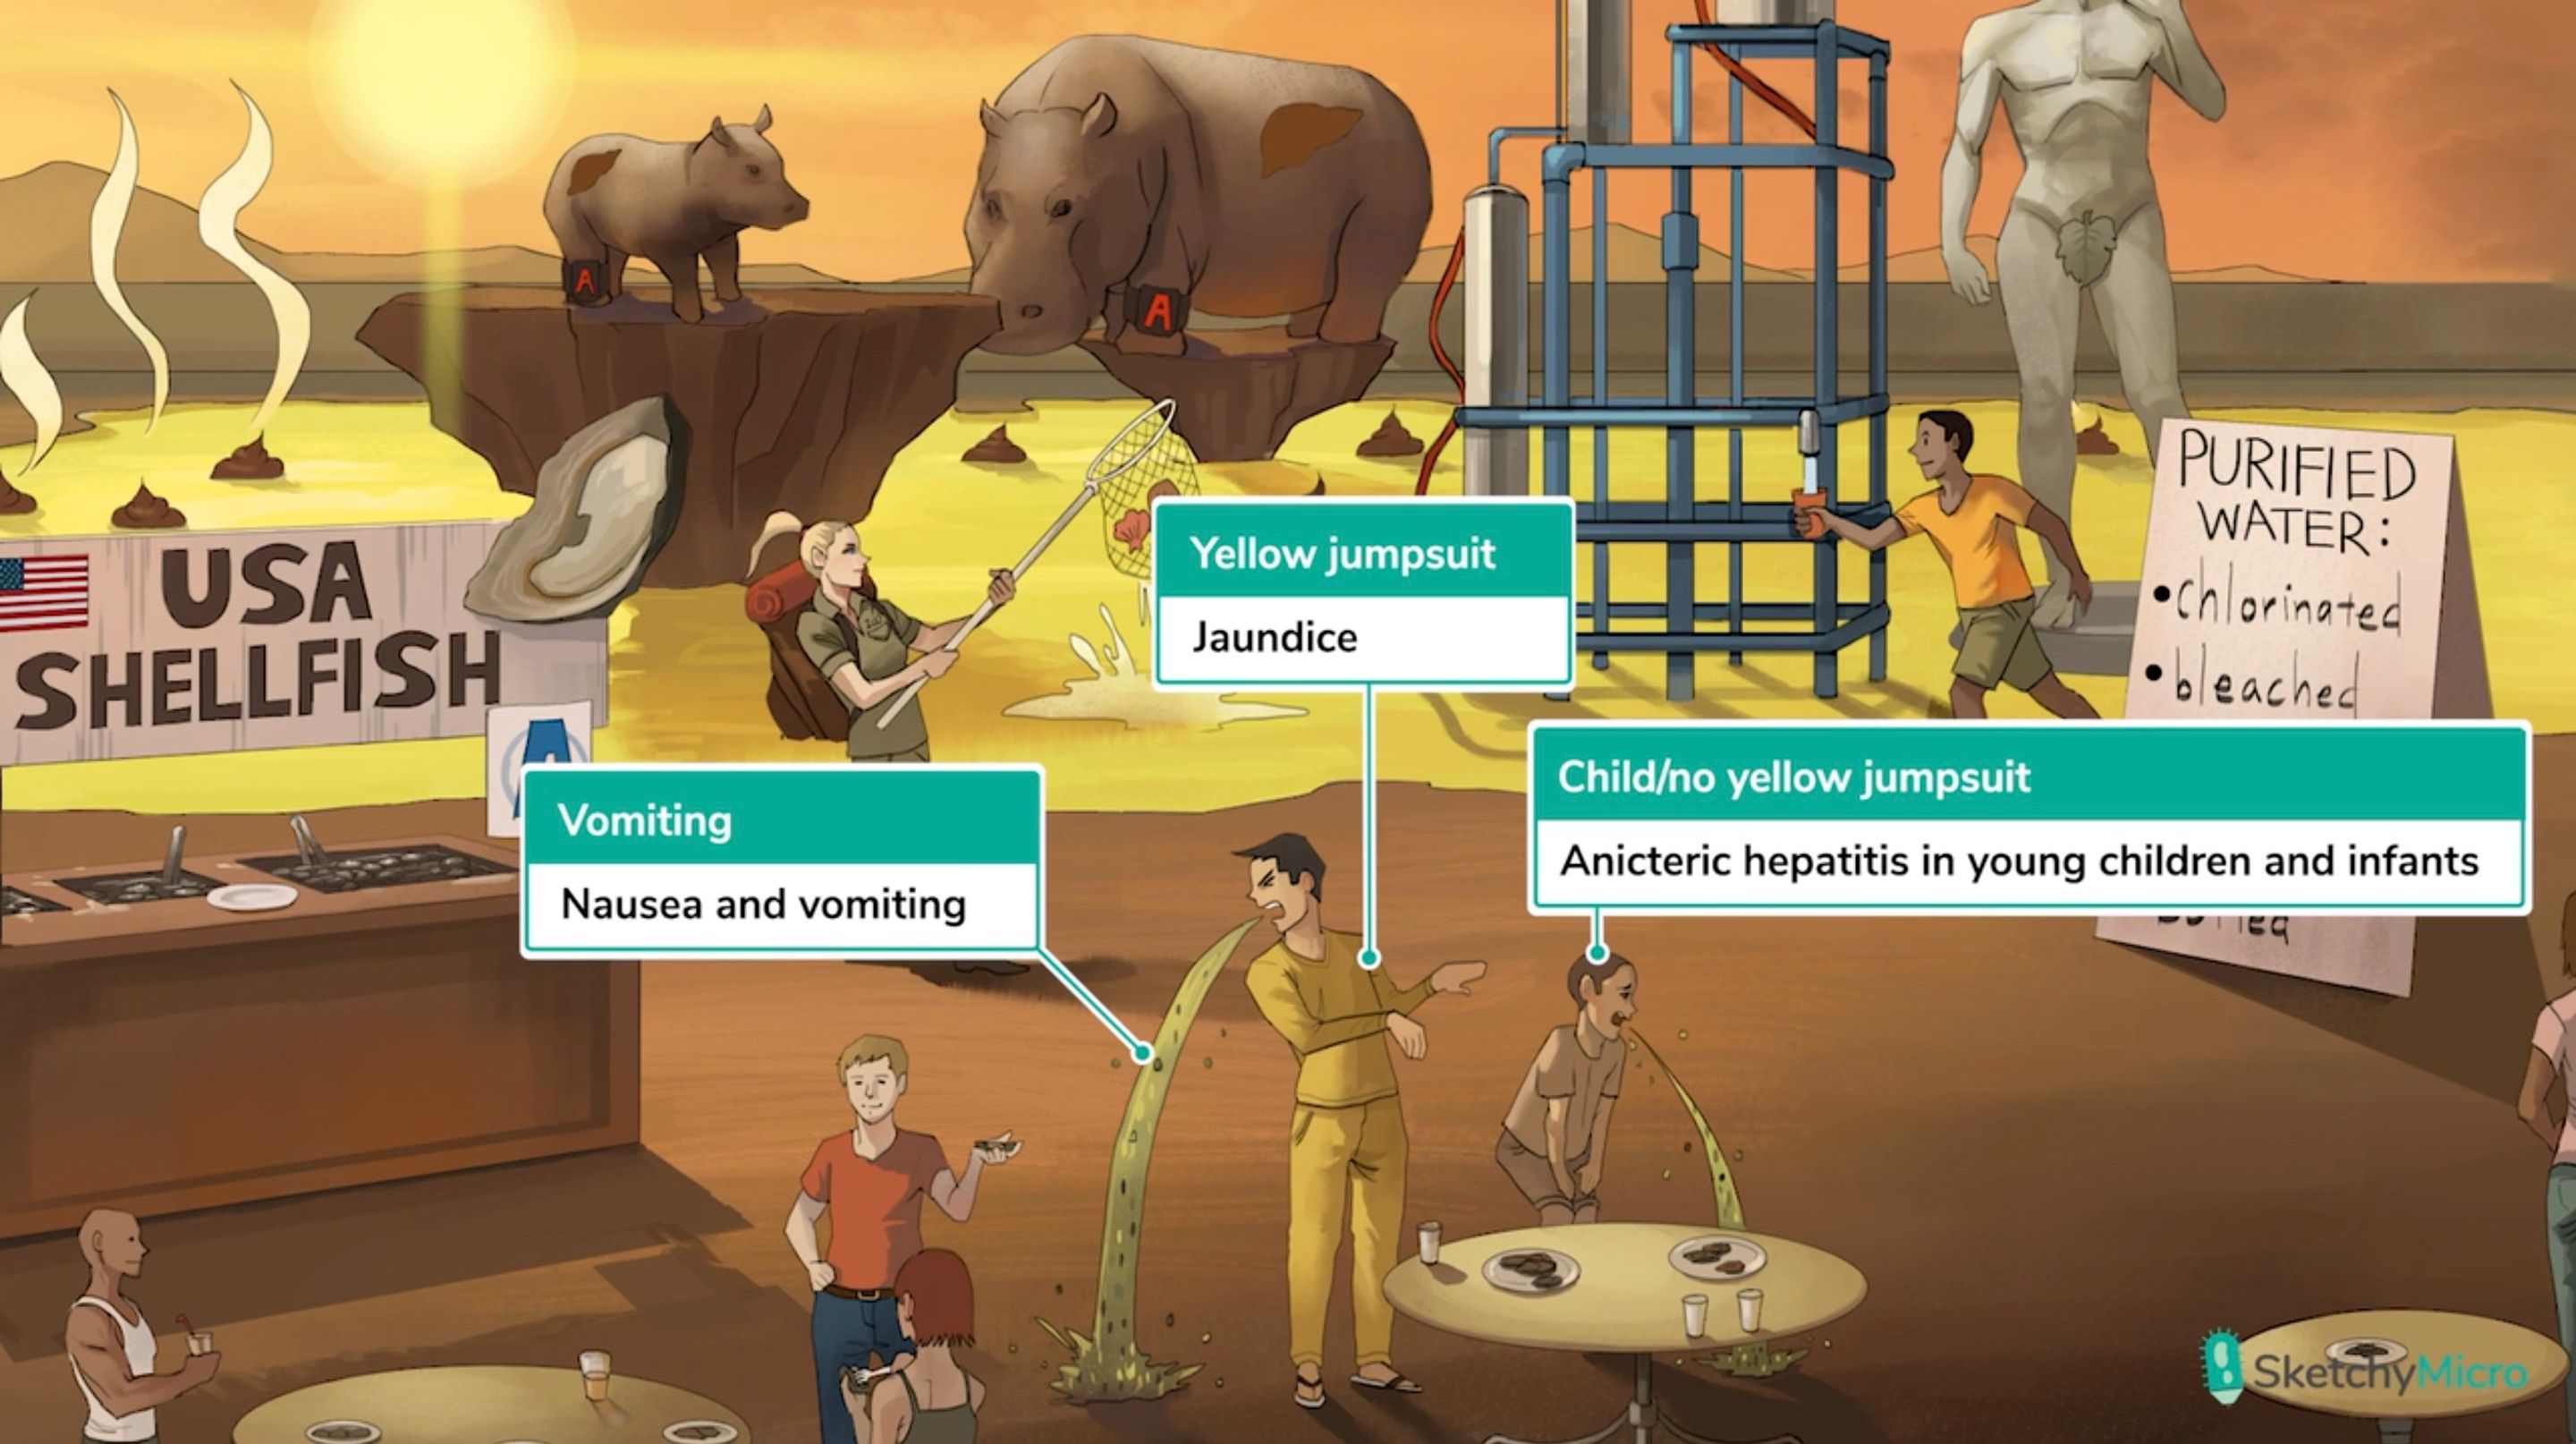 A
A
USA
SHELLFISH
PURIFIED
WATER:
•chlorinated
•bleached
Yellow jumpsuit
Jaundice
Vomiting
Nausea and vomiting
Child/no yellow jumpsuit
Anicteric hepatitis in young children and infants
SketchyMicro